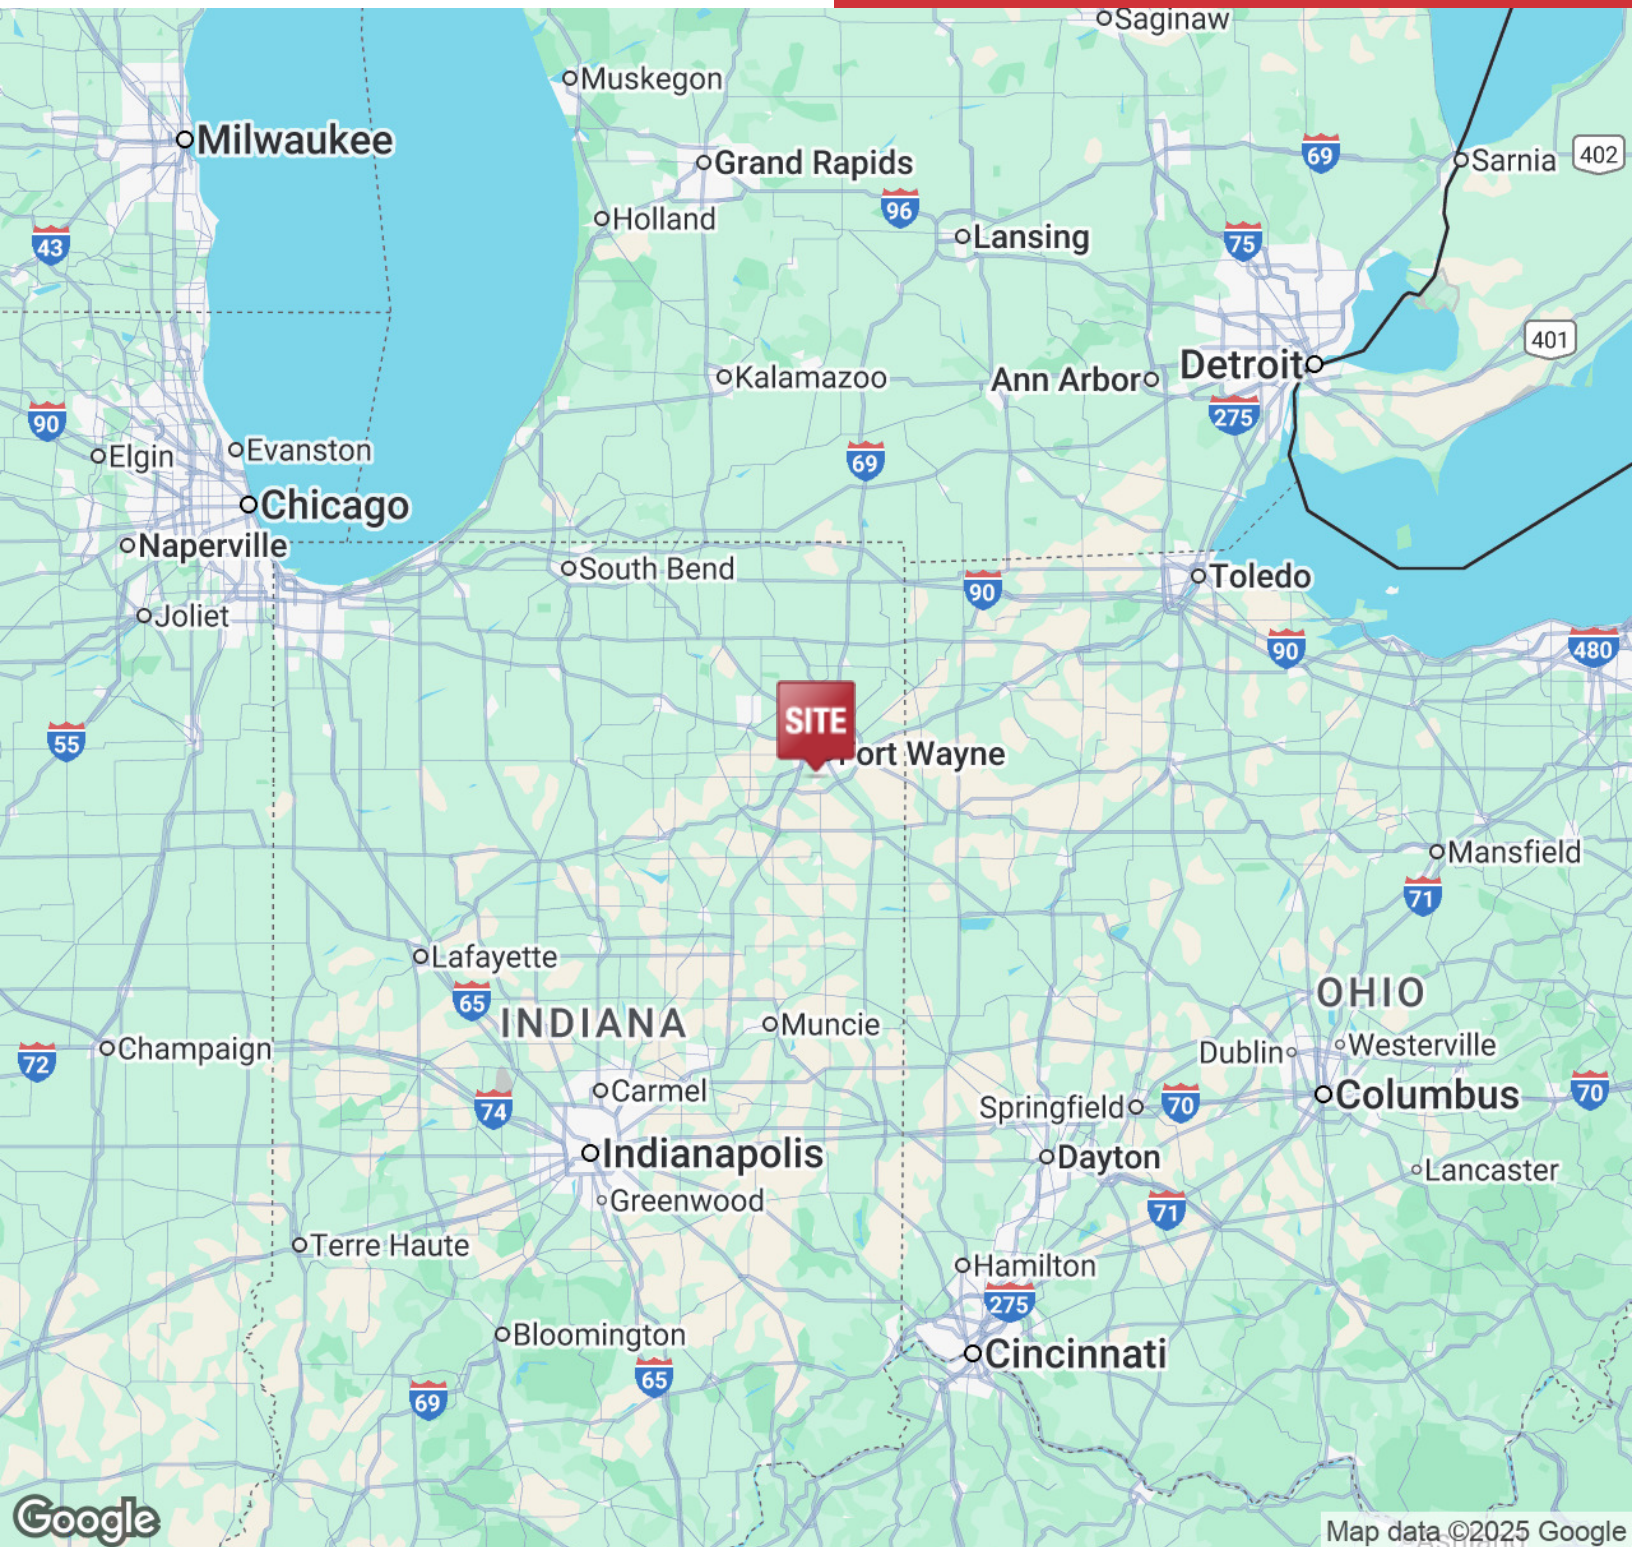 Saginaw
Muskegon
Milwaukee
Grand Rapids
69
Sarnia
402
96
Holland
43
Lansing
75
401
Detroit
Kalamazoo
Ann Arbor
90
275
Evanston
Elgin
69
Chicago
Naperville
South Bend
Toledo
90
Joliet
90
480
SITE
55
ort Wayne
Mansfield
71
Lafayette
65
OHIO
INDIANA
Muncie
Champaign
Dublin
Westerville
72
Carmel
74
Springfield
70
Columbus
70
Indianapolis
Dayton
Lancaster
Greenwood
71
Terre Haute
Hamilton
275
Bloomington
Cincinnati
65
69
Google
Map data ©2025 Google